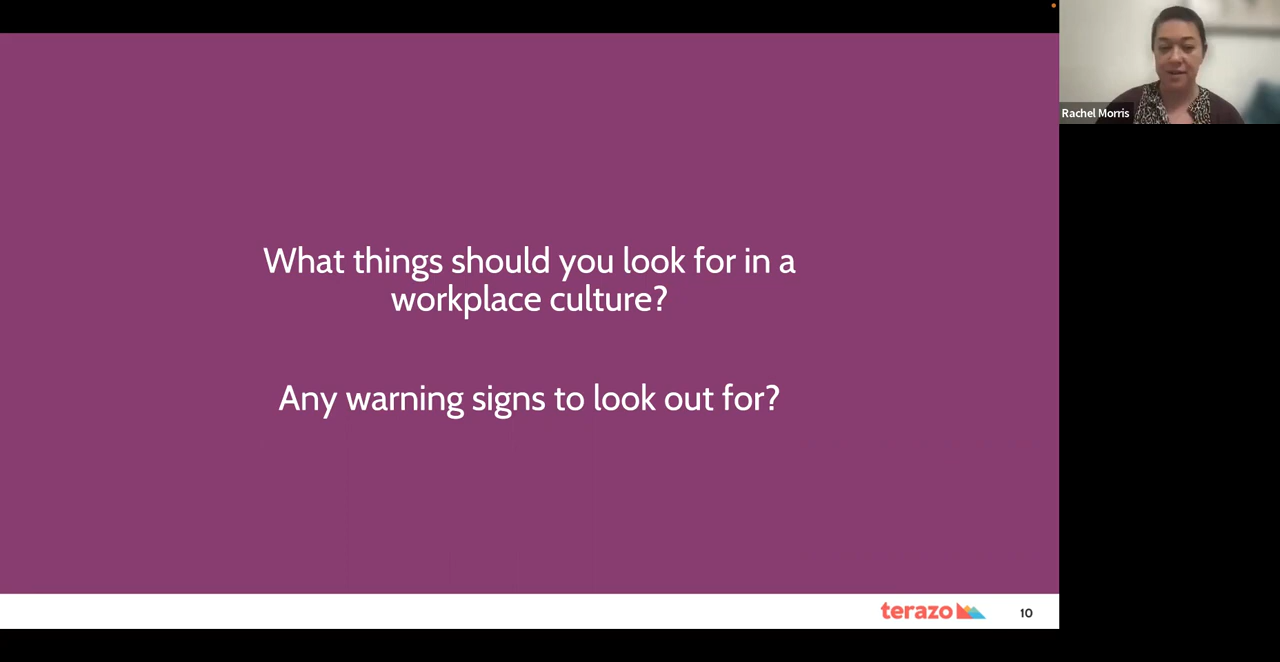 Rachel Morris
What things should you look for in a
workplace culture?
Any warning signs to look out for?
terazo
10